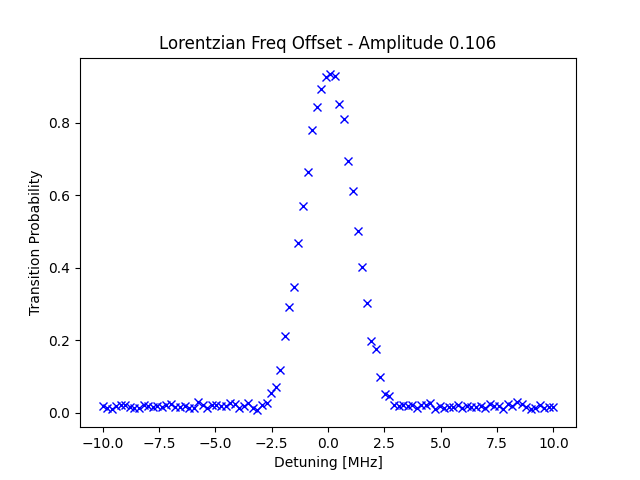 Lorentzian Freq Offset - Amplitude 0.106
Transition Probability
0.8
0.6
0.4
0.2
0.0
−10.0 −7.5 −5.0 −2.5 0.0 2.5 5.0 7.5 10.0
Detuning [MHz]